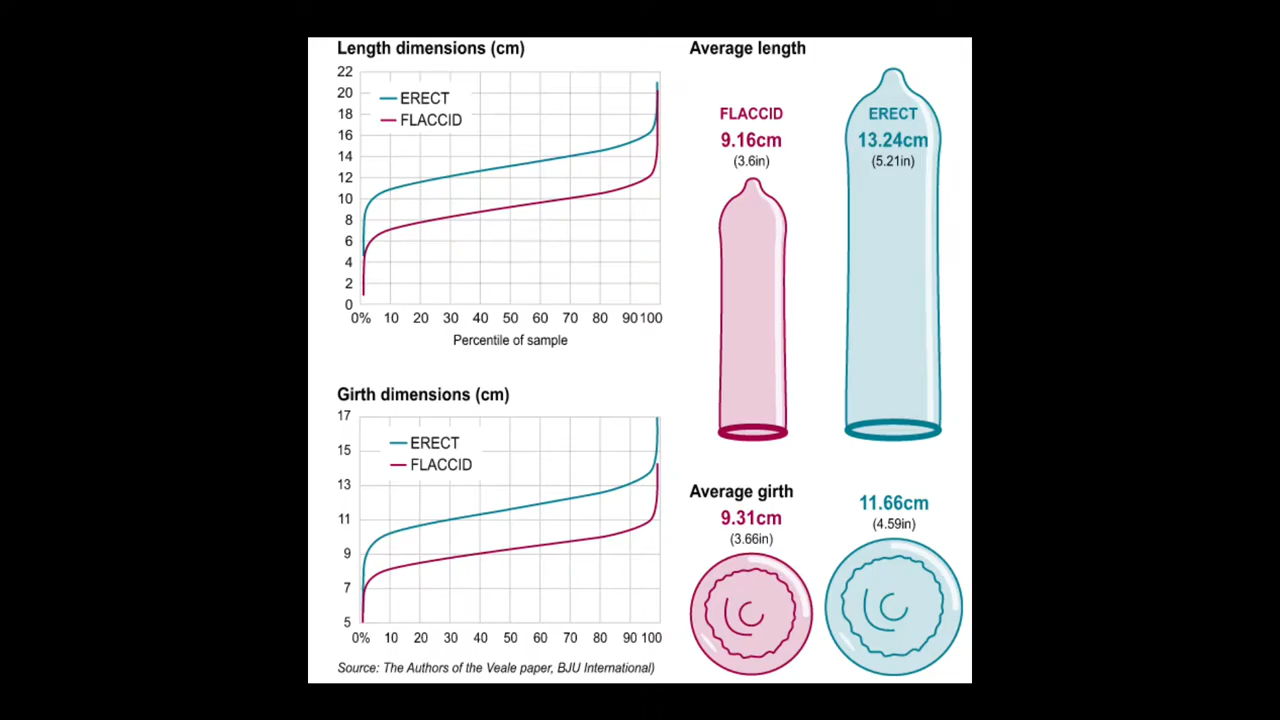 Length dimensions (cm)
22
20
18
16
14
12
10
8
6
4
2
0
ERECT
FLACCID
0% 10 20 30 40 50 60 70 80 90 100
Percentile of sample
Girth dimensions (cm)
17
15
13
11
9
7
5
ERECT
FLACCID
0% 10 20 30 40 50 60 70 80 90 100
Source: The Authors of the Veale paper, BJU International)
Average length
FLACCID
9.16cm
(3.6in)
ERECT
13.24cm
(5.21in)
Average girth
9.31cm
(3.66in)
11.66cm
(4.59in)